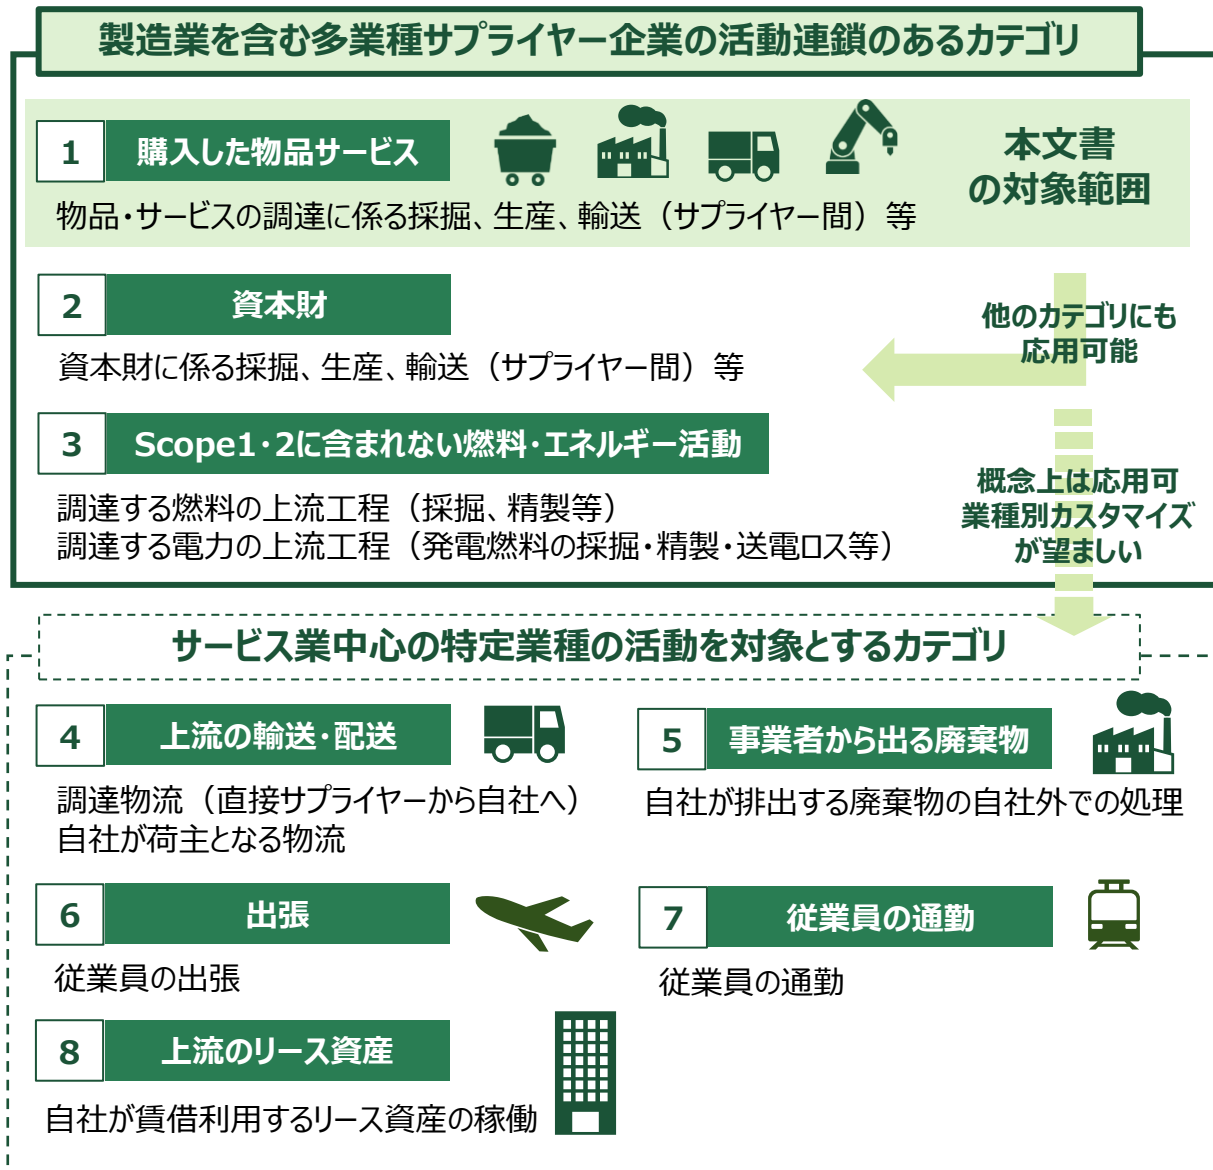 製造業を含む多業種サプライヤー企業の活動連鎖のあるカテゴリ
1
購入した物品サービス
本文書
の対象範囲
物品・サービスの調達に係る採掘、生産、輸送（サプライヤー間）等
2
資本財
資本財に係る採掘、生産、輸送（サプライヤー間）等
他のカテゴリにも
応用可能
3
Scope1・2に含まれない燃料・エネルギー活動
調達する燃料の上流工程（採掘、精製等）
調達する電力の上流工程（発電燃料の採掘・精製・送電ロス等）
概念上は応用可
業種別カスタマイズ
が望ましい
サービス業中心の特定業種の活動を対象とするカテゴリ
4
上流の輸送・配送
調達物流（直接サプライヤーから自社へ）
自社が荷主となる物流
5
事業者から出る廃棄物
自社が排出する廃棄物の自社外での処理
6
出張
従業員の出張
7
従業員の通勤
従業員の通勤
8
上流のリース資産
自社が賃借利用するリース資産の稼働